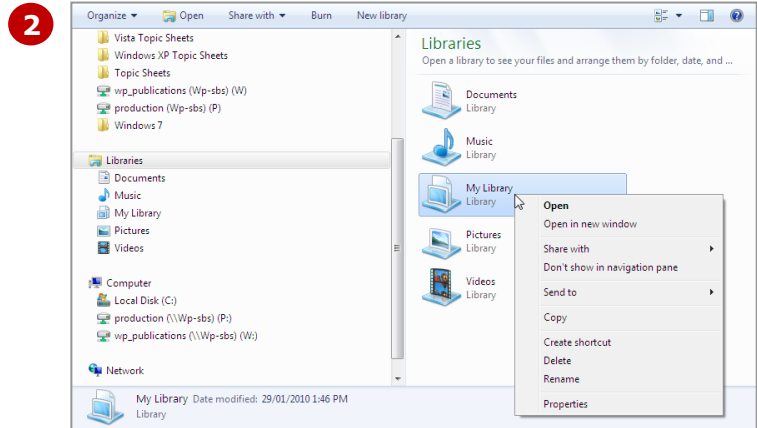 2
Organize Open Share with Burn New library
Vista Topic Sheets
Windows XP Topic Sheets
Topic Sheets
wp_publications (Wp-sbs) (W)
production (Wp-sbs) (P)
Windows 7
Libraries
Documents
Music
My Library
Pictures
Videos
Computer
Local Disk (C:)
production (\\Wp-sbs) (P:)
wp_publications (\\Wp-sbs) (W:)
Network
Libraries
Open a library to see your files and arrange them by folder, date, and ...
Documents
Library
Music
Library
My Library
Library
Pictures
Library
Videos
Library
Open
Open in new window
Share with
Don't show in navigation pane
Send to
Copy
Create shortcut
Delete
Rename
Properties
My Library Date modified: 29/01/2010 1:46 PM
Library